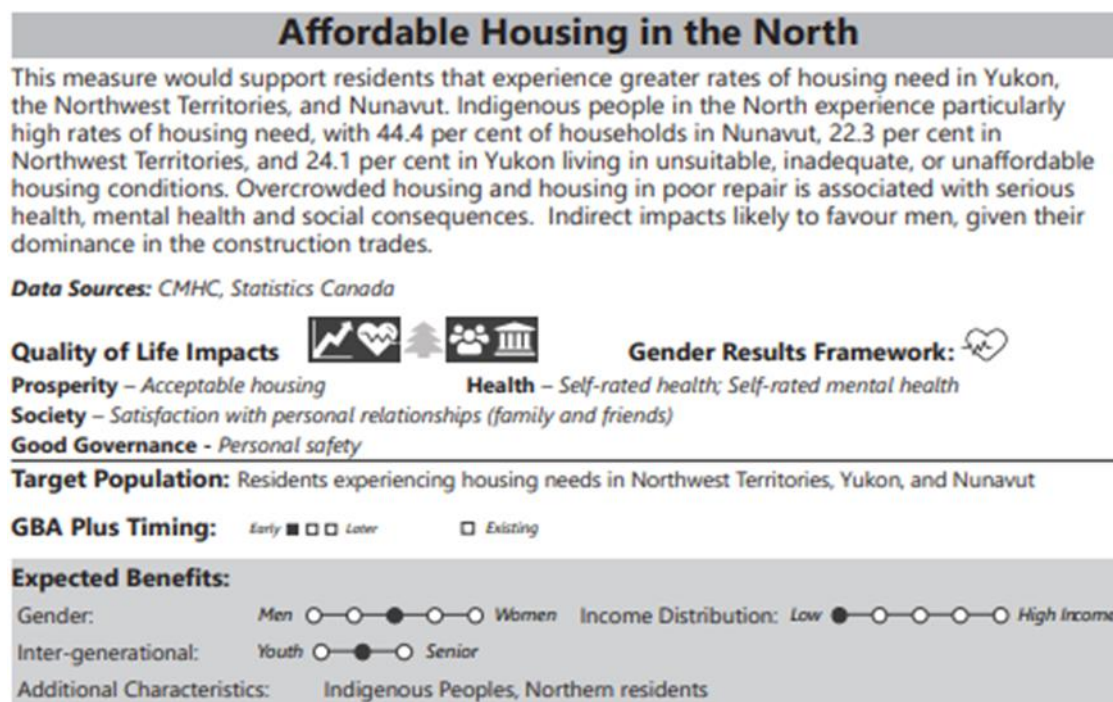 Affordable Housing in the North
This measure would support residents that experience greater rates of housing need in Yukon,
the Northwest Territories, and Nunavut. Indigenous people in the North experience particularly
high rates of housing need, with 44.4 per cent of households in Nunavut, 22.3 per cent in
Northwest Territories, and 24.1 per cent in Yukon living in unsuitable, inadequate, or unaffordable
housing conditions. Overcrowded housing and housing in poor repair is associated with serious
health, mental health and social consequences.  Indirect impacts likely to favour men, given their
dominance in the construction trades.
Data Sources: CMHC, Statistics Canada
Quality of Life Impacts Gender Results Framework:
Prosperity – Acceptable housing Health – Self-rated health; Self-rated mental health
Society – Satisfaction with personal relationships (family and friends)
Good Governance - Personal safety
Target Population: Residents experiencing housing needs in Northwest Territories, Yukon, and Nunavut
GBA Plus Timing: Early ■ □ □ Later □ Existing
Expected Benefits:
Gender: Men Women Income Distribution: Low High Income
Inter-generational: Youth Senior
Additional Characteristics: Indigenous Peoples, Northern residents